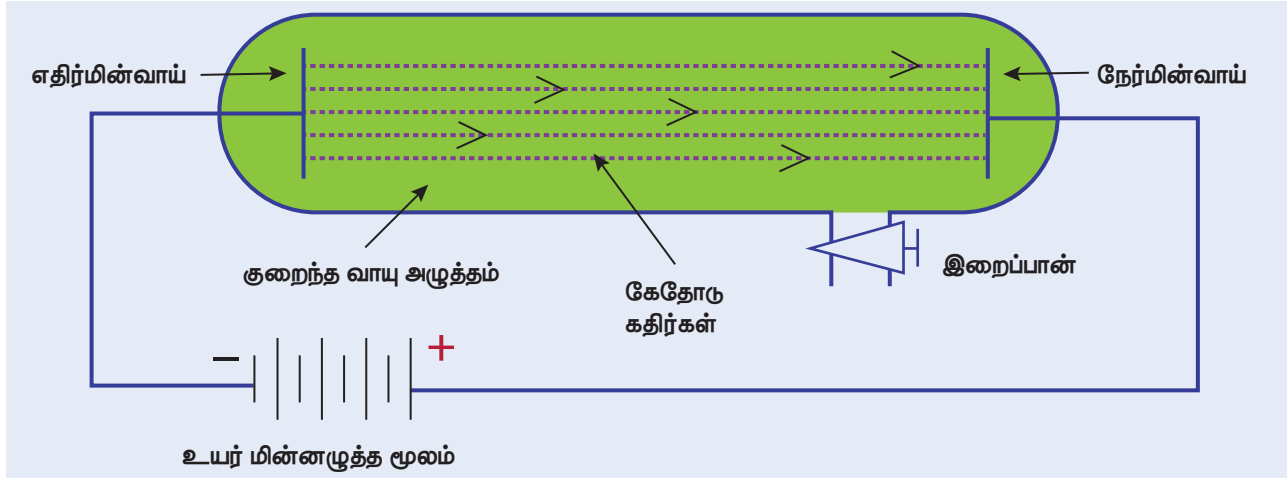 எதிர்மின்வாய்
நேர்மின்வாய்
குறைந்த வாயு அழுத்தம்
கேதோடு
கதிர்கள்
இறைப்பான்
− +
உயர் மின்னழுத்த மூலம்